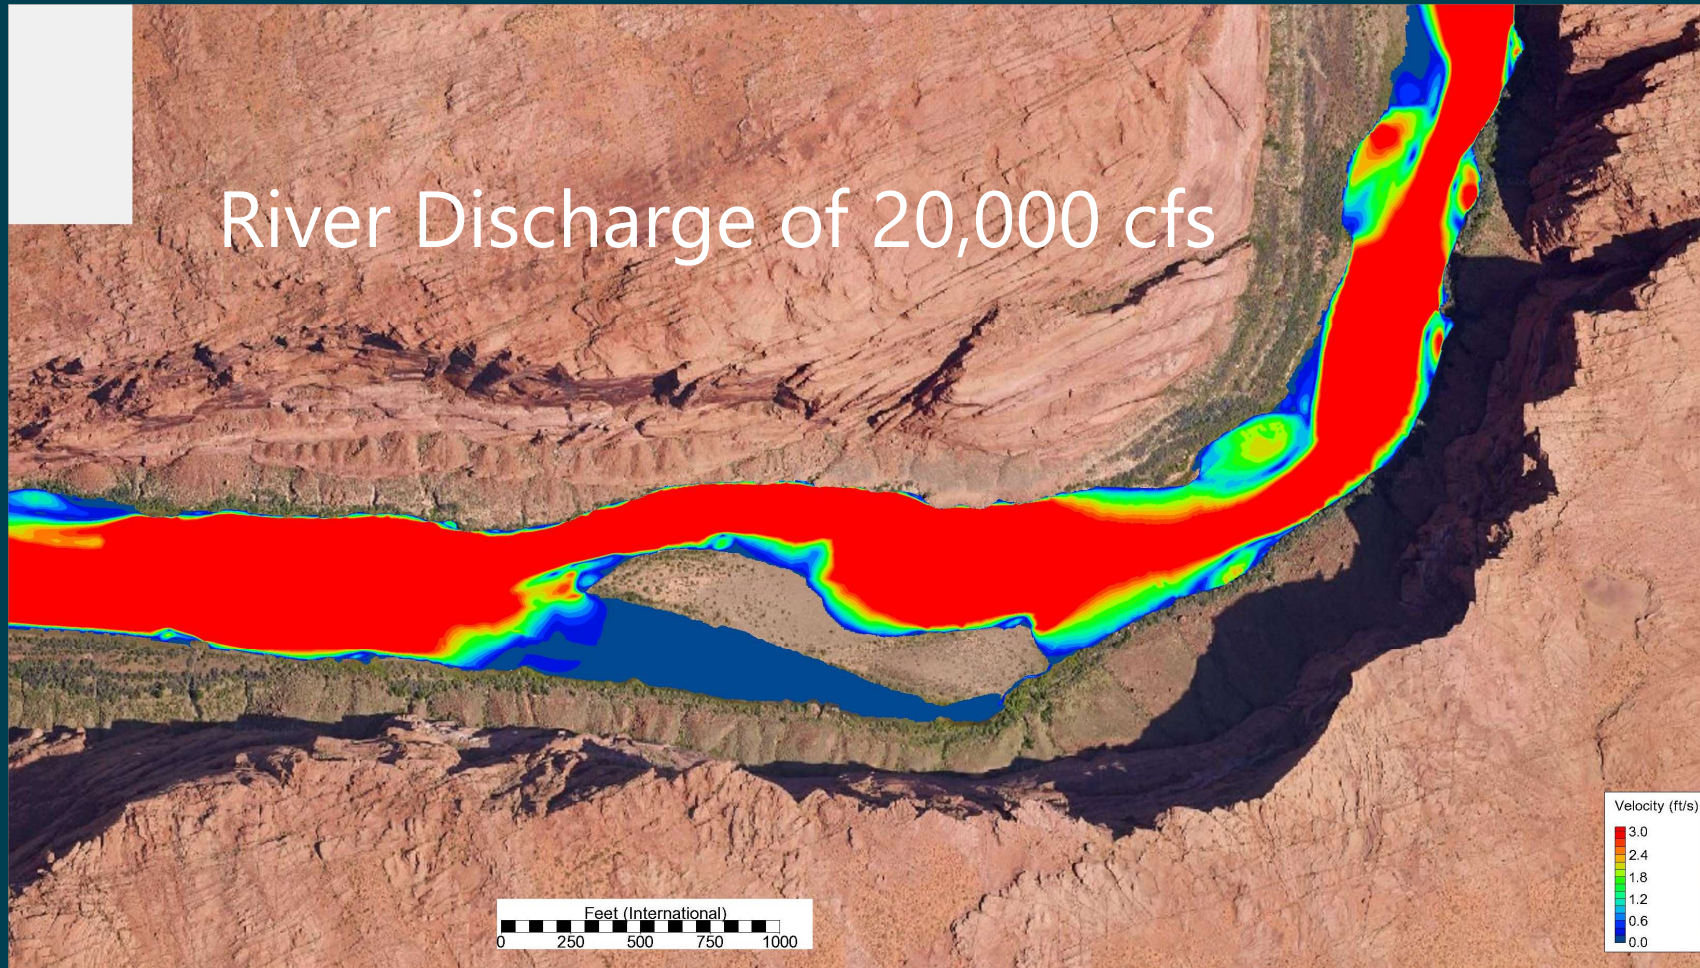 River Discharge of 20,000 cfs
Velocity (ft/s)
3.0
2.4
1.8
1.2
0.6
0.0
Feet (International)
0 250 500 750 1000